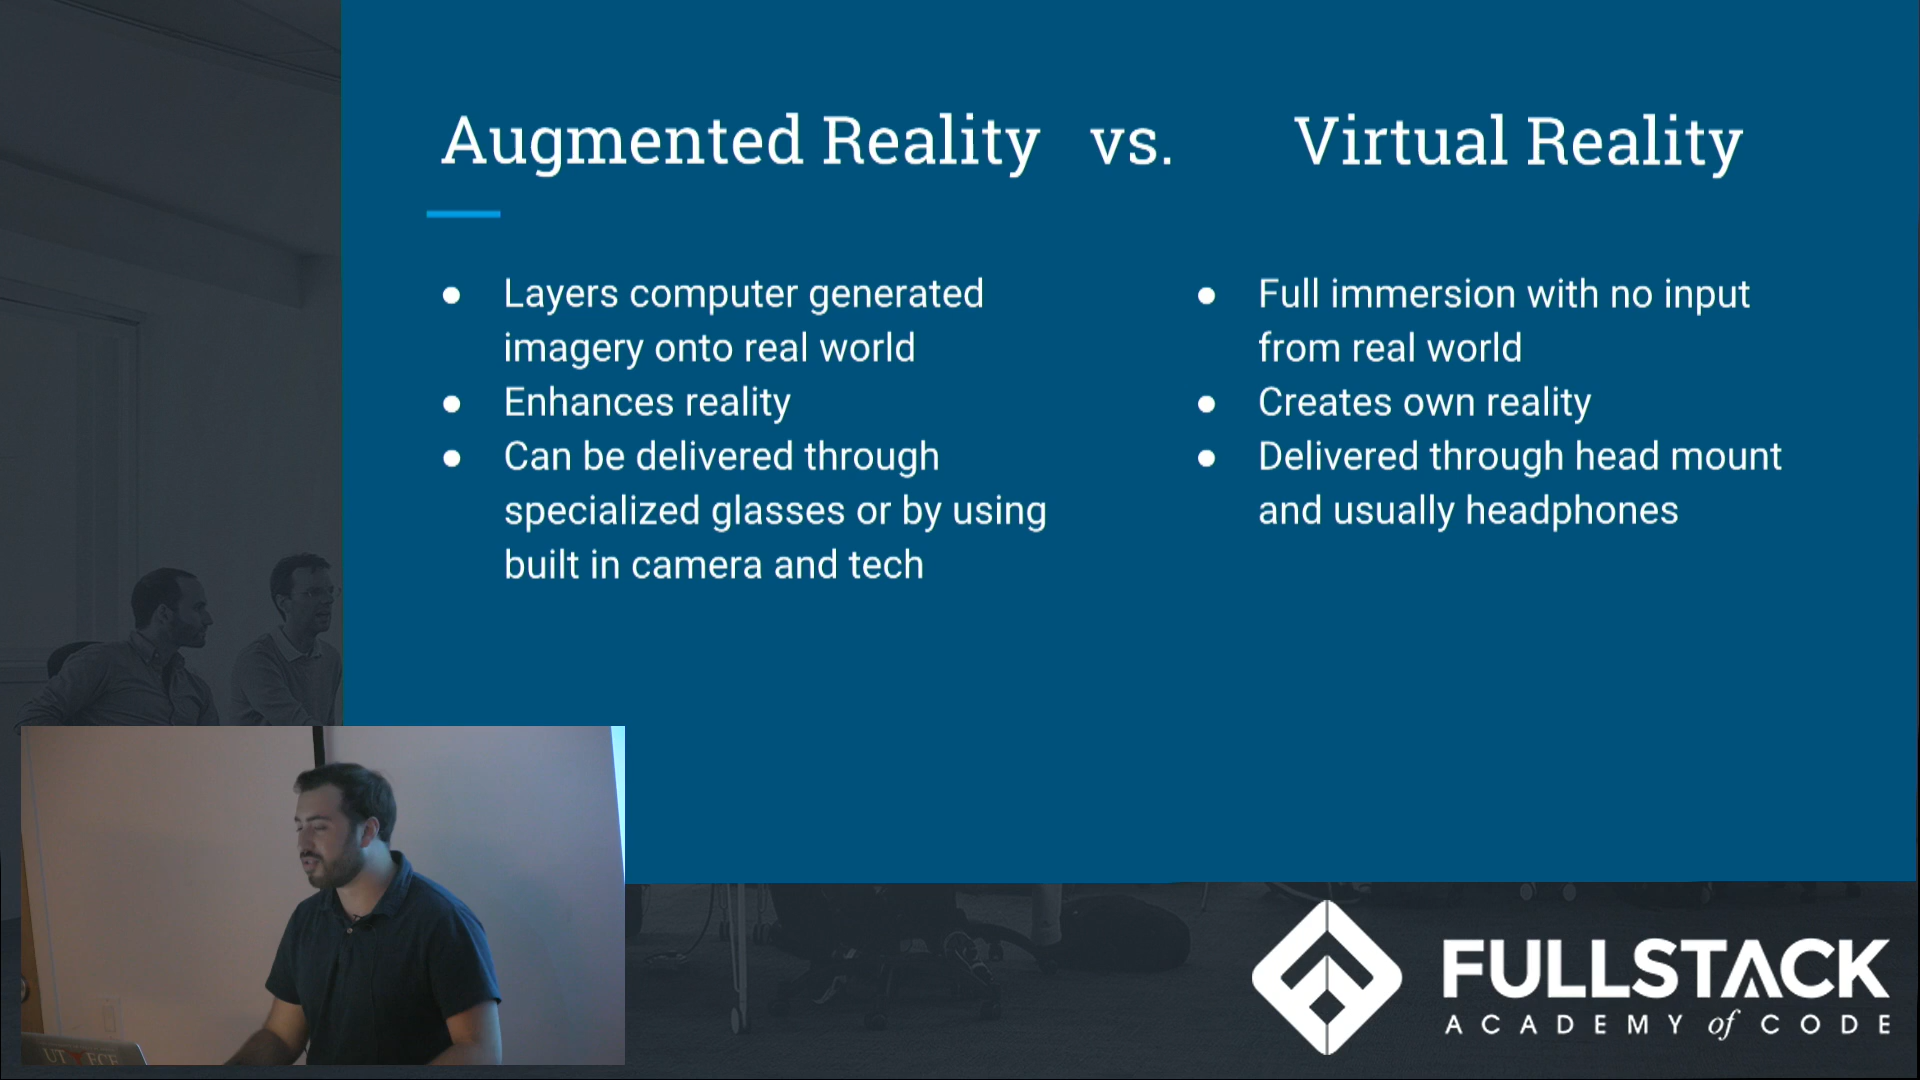 Augmented Reality vs. Virtual Reality
● Layers computer generated
imagery onto real world
● Enhances reality
● Can be delivered through
specialized glasses or by using
built in camera and tech
● Full immersion with no input
from real world
● Creates own reality
● Delivered through head mount
and usually headphones
UT ECE
FULLSTACK
ACADEMY of CODE